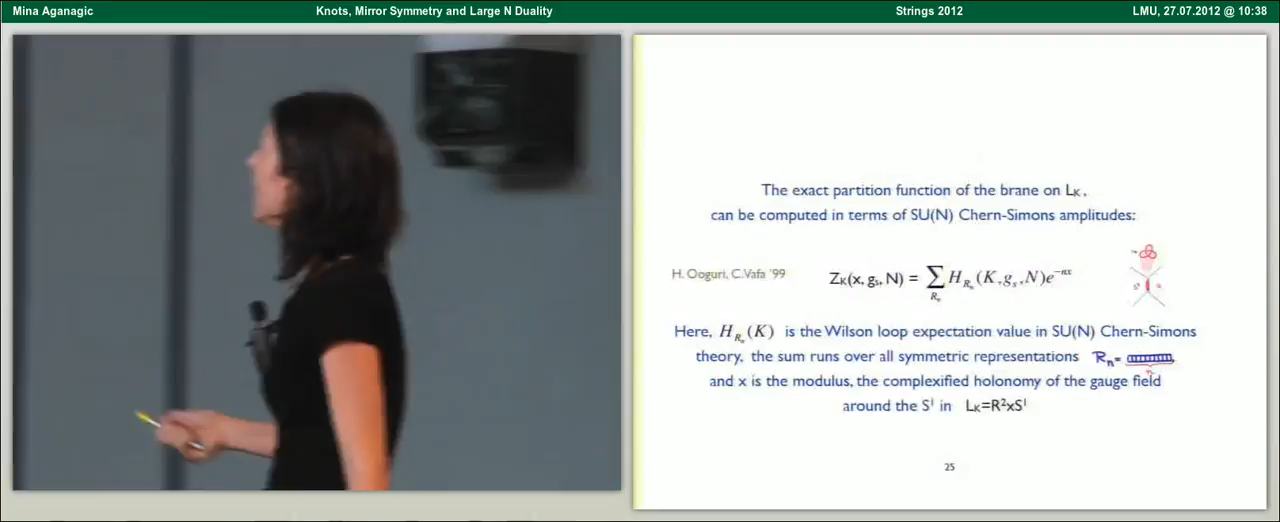 Mina Aganagic
Knots, Mirror Symmetry and Large N Duality
Strings 2012
LMU, 27.07.2012 @ 10:38
The exact partition function of the brane on Lₖ,
can be computed in terms of SU(N) Chern-Simons amplitudes:
H. Ooguri, C.Vafa '99
Zₖ(x, gₛ, N) = ∑_{Rₙ} H_{Rₙ}(K, gₛ, N)e^{-nx}
Here, H_{Rₙ}(K) is the Wilson loop expectation value in SU(N) Chern-Simons
theory, the sum runs over all symmetric representations Rₙ=
n
and x is the modulus, the complexified holonomy of the gauge field
around the S¹ in Lₖ=R²xS¹
25